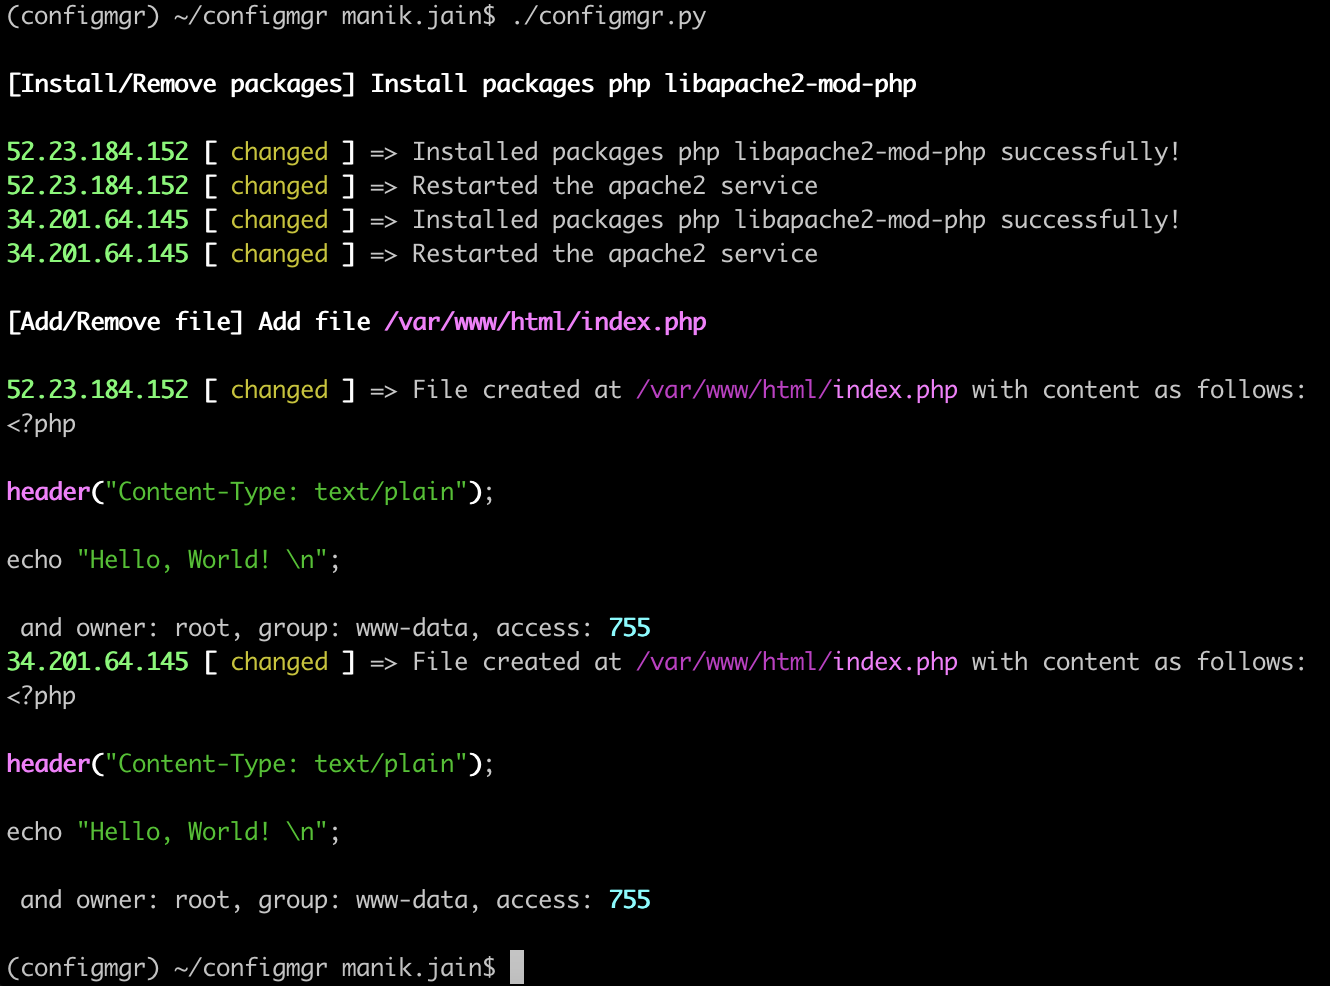 (configmgr) ~/configmgr manik.jain$ ./configmgr.py
[Install/Remove packages] Install packages php libapache2-mod-php
52.23.184.152 [ changed ] => Installed packages php libapache2-mod-php successfully!
52.23.184.152 [ changed ] => Restarted the apache2 service
34.201.64.145 [ changed ] => Installed packages php libapache2-mod-php successfully!
34.201.64.145 [ changed ] => Restarted the apache2 service
[Add/Remove file] Add file /var/www/html/index.php
52.23.184.152 [ changed ] => File created at /var/www/html/index.php with content as follows:
<?php
header("Content-Type: text/plain");
echo "Hello, World! \n";
and owner: root, group: www-data, access: 755
34.201.64.145 [ changed ] => File created at /var/www/html/index.php with content as follows:
<?php
header("Content-Type: text/plain");
echo "Hello, World! \n";
and owner: root, group: www-data, access: 755
(configmgr) ~/configmgr manik.jain$